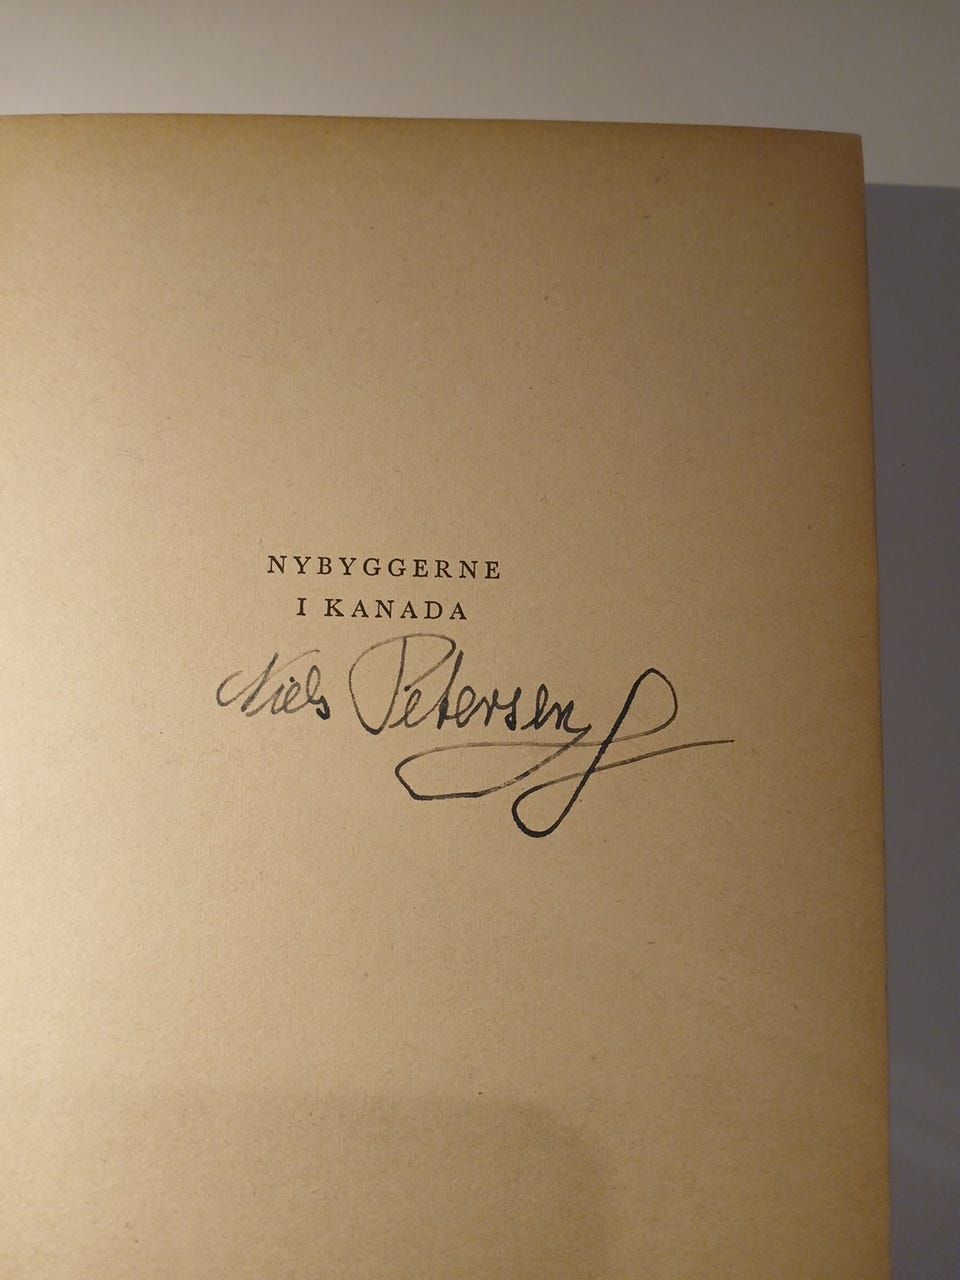 NYBYGGERNE
I KANADA
Niels Petersen